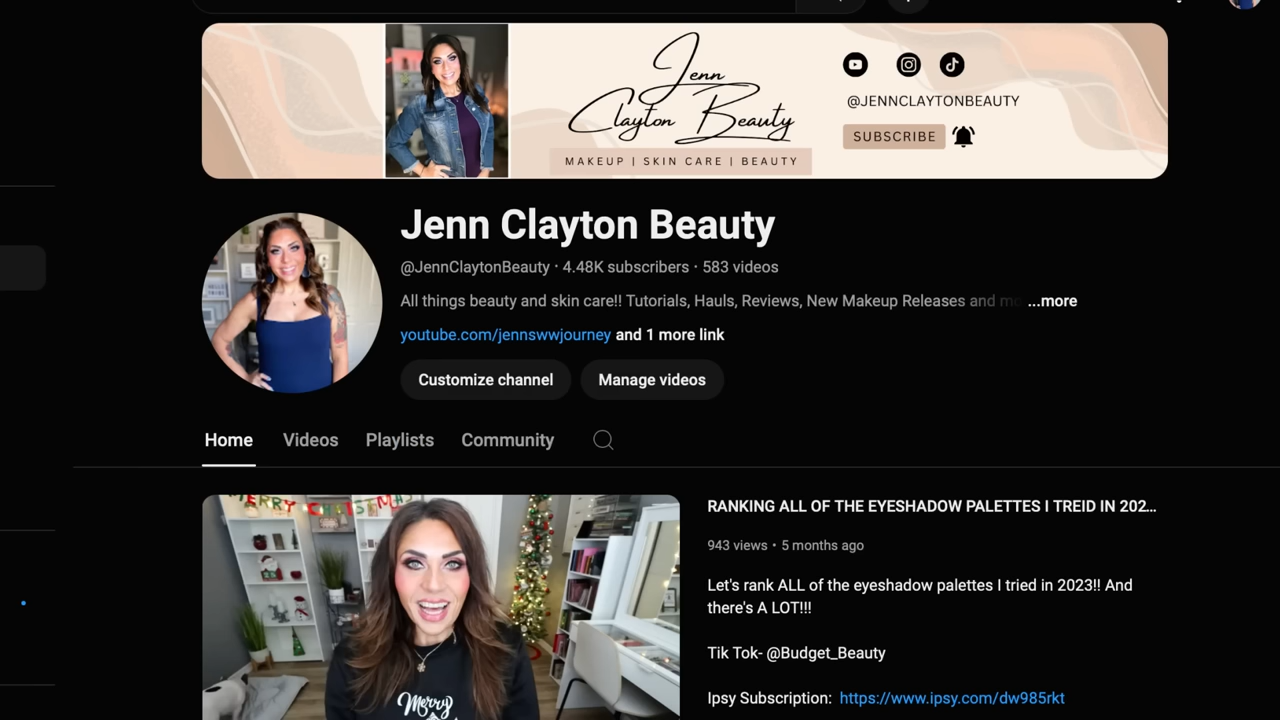 Jenn
Clayton Beauty
MAKEUP | SKIN CARE | BEAUTY
@JENNCLAYTONBEAUTY
SUBSCRIBE
Jenn Clayton Beauty
@JennClaytonBeauty · 4.48K subscribers · 583 videos
All things beauty and skin care!! Tutorials, Hauls, Reviews, New Makeup Releases and mo ...more
youtube.com/jennswwjourney and 1 more link
Customize channel Manage videos
Home Videos Playlists Community
MERRY CHRISTMAS
Merry
RANKING ALL OF THE EYESHADOW PALETTES I TREID IN 202...
943 views · 5 months ago
Let's rank ALL of the eyeshadow palettes I tried in 2023!! And
there's A LOT!!!
Tik Tok- @Budget_Beauty
Ipsy Subscription: https://www.ipsy.com/dw985rkt